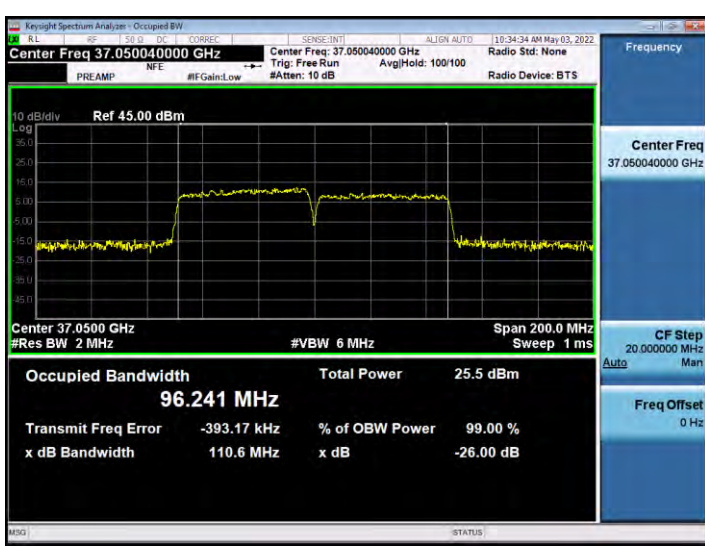 Keysight Spectrum Analyzer - Occupied BW
RL RF 50 Ω DC CORREC SENSE:INT ALIGN AUTO 10:34:34 AM May 03, 2022
Center Freq 37.050040000 GHz
NFE
PREAMP #IFGain:Low
Center Freq: 37.050040000 GHz
Trig: Free Run Avg|Hold: 100/100
#Atten: 10 dB
Radio Std: None
Radio Device: BTS
Frequency
10 dB/div Ref 45.00 dBm
Log
35.0
25.0
15.0
5.00
-5.00
-15.0
-25.0
-35.0
-45.0
Center Freq
37.050040000 GHz
Center 37.0500 GHz Span 200.0 MHz
#Res BW 2 MHz #VBW 6 MHz Sweep 1 ms
CF Step
20.000000 MHz
Auto Man
Occupied Bandwidth Total Power 25.5 dBm
96.241 MHz
Transmit Freq Error -393.17 kHz % of OBW Power 99.00 %
x dB Bandwidth 110.6 MHz x dB -26.00 dB
Freq Offset
0 Hz
MSG STATUS